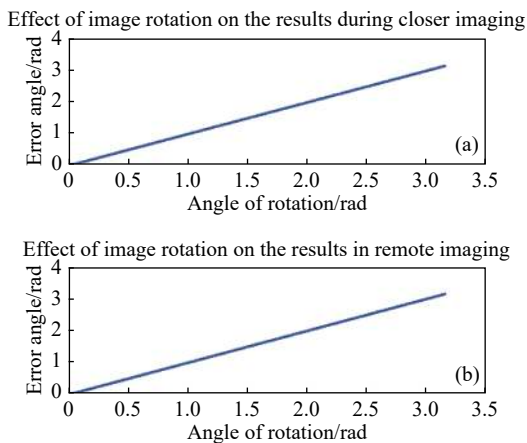 Effect of image rotation on the results during closer imaging
4
3
2
1
0
Error angle/rad
(a)
0 0.5 1.0 1.5 2.0 2.5 3.0 3.5
Angle of rotation/rad
Effect of image rotation on the results in remote imaging
4
3
2
1
0
Error angle/rad
(b)
0 0.5 1.0 1.5 2.0 2.5 3.0 3.5
Angle of rotation/rad